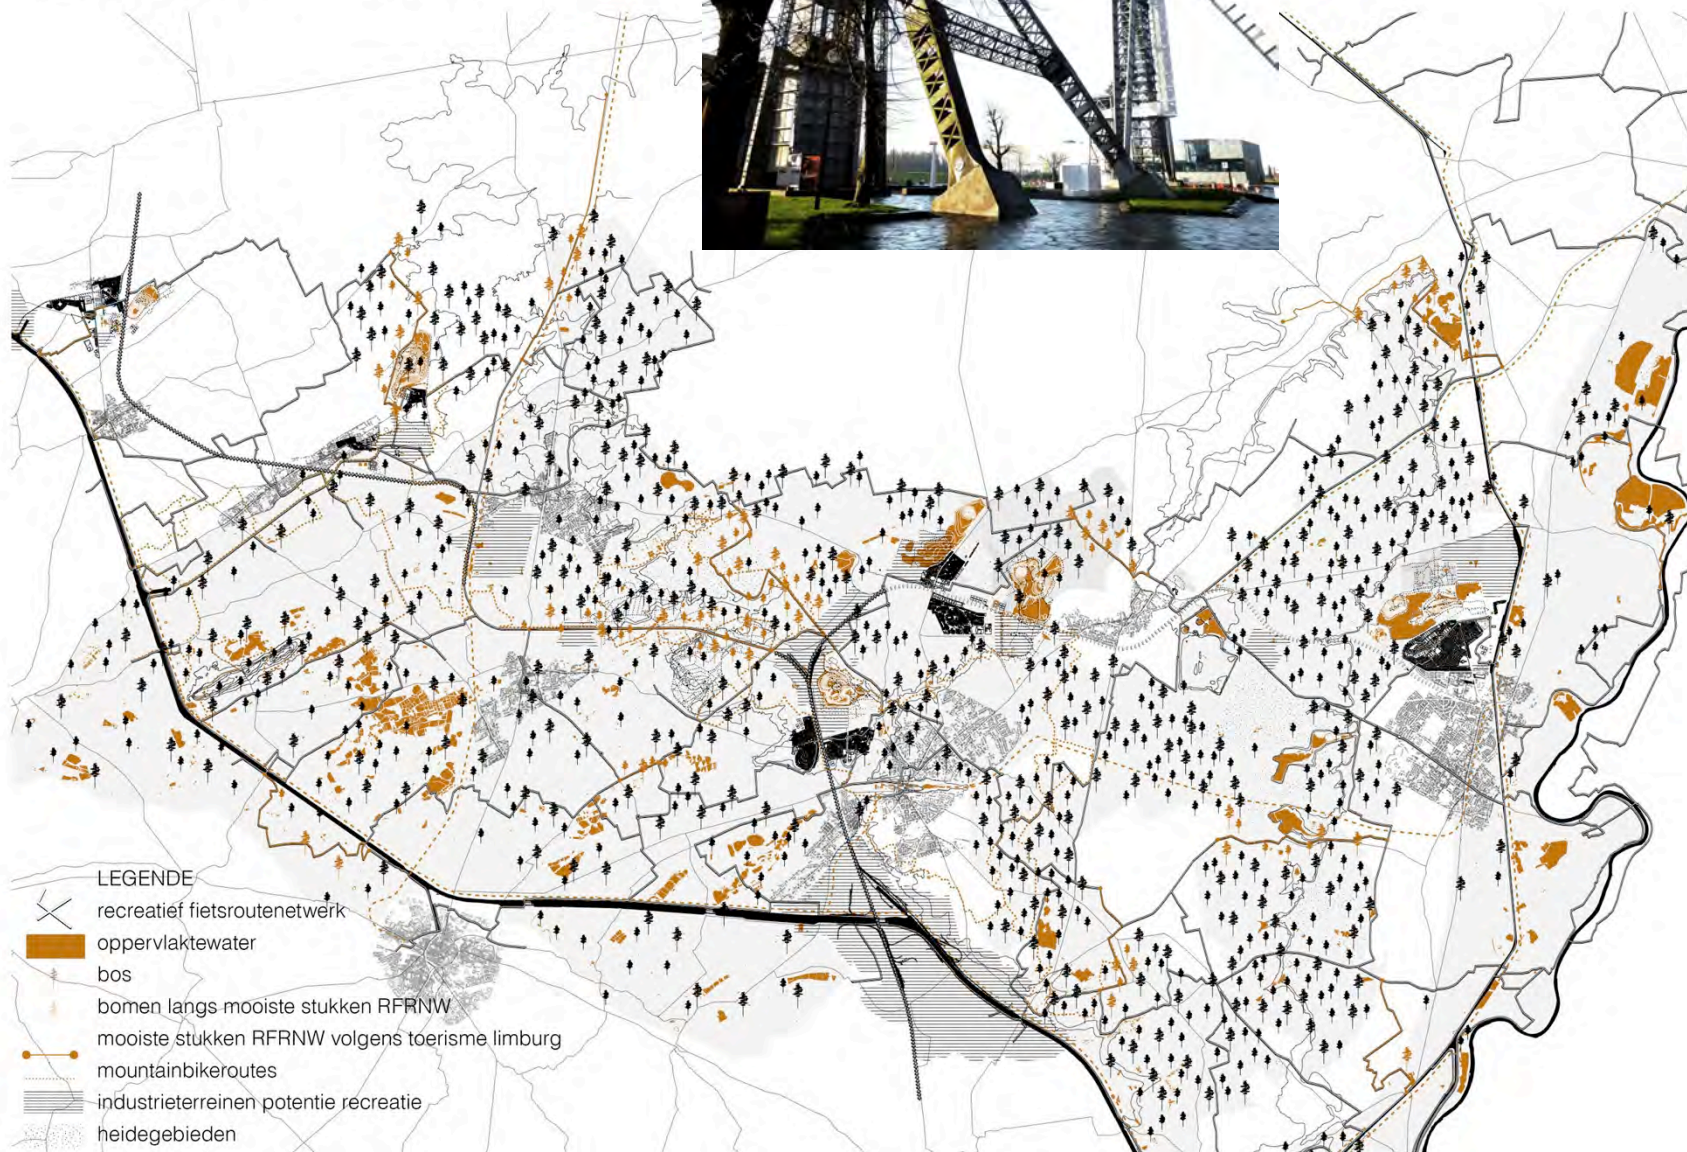 LEGENDE
recreatief fietsroutenetwerk
oppervlaktewater
bos
bomen langs mooiste stukken RFRNW
mooiste stukken RFRNW volgens toerisme limburg
mountainbikeroutes
industrieterreinen potentie recreatie
heidegebieden